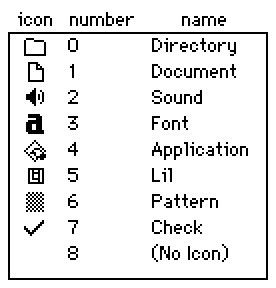 icon number name
0 Directory
1 Document
2 Sound
a 3 Font
4 Application
5 Lil
6 Pattern
7 Check
8 (No Icon)